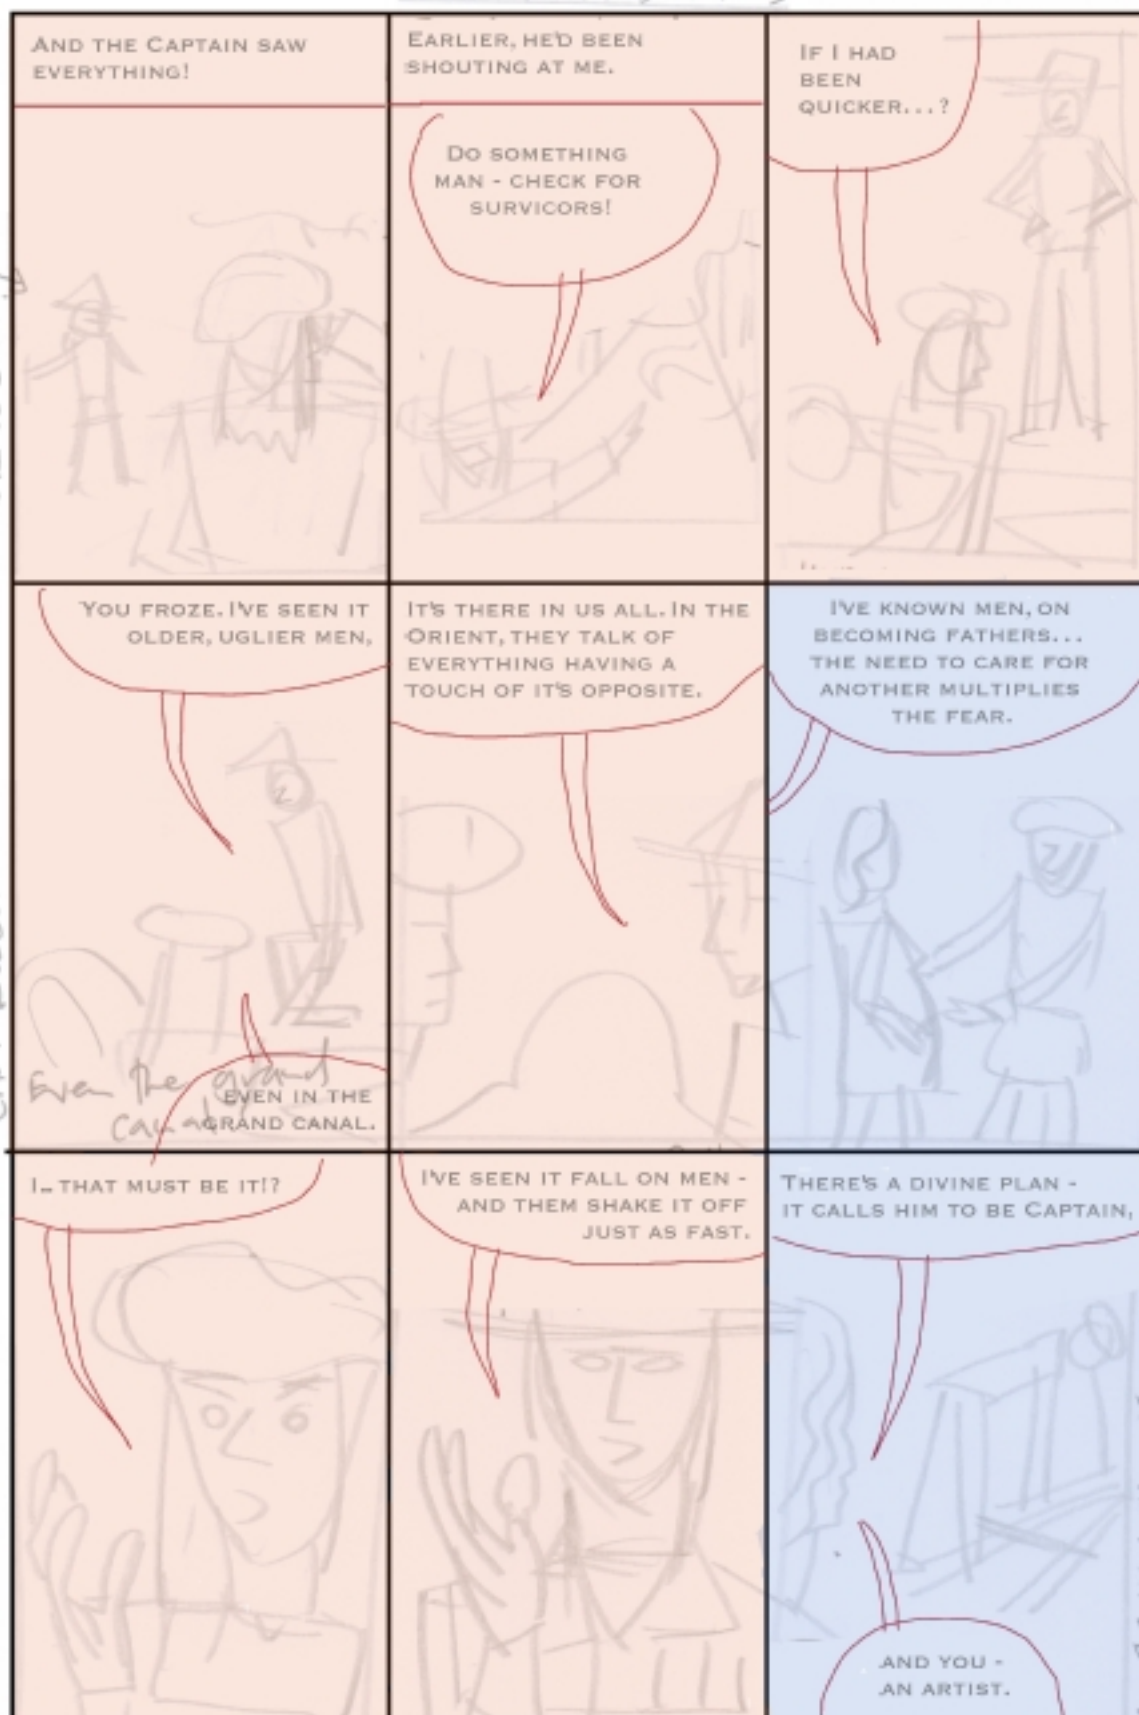 AND THE CAPTAIN SAW
EVERYTHING!
EARLIER, HE'D BEEN
SHOUTING AT ME.
DO SOMETHING
MAN - CHECK FOR
SURVICORS!
IF I HAD
BEEN
QUICKER...?
YOU FROZE. I'VE SEEN IT
OLDER, UGLIER MEN,
Even the grand
canal
EVEN IN THE
GRAND CANAL.
IT'S THERE IN US ALL. IN THE
ORIENT, THEY TALK OF
EVERYTHING HAVING A
TOUCH OF IT'S OPPOSITE.
I'VE KNOWN MEN, ON
BECOMING FATHERS...
THE NEED TO CARE FOR
ANOTHER MULTIPLIES
THE FEAR.
I... THAT MUST BE IT!?
I'VE SEEN IT FALL ON MEN -
AND THEM SHAKE IT OFF
JUST AS FAST.
THERE'S A DIVINE PLAN -
IT CALLS HIM TO BE CAPTAIN,
AND YOU -
AN ARTIST.